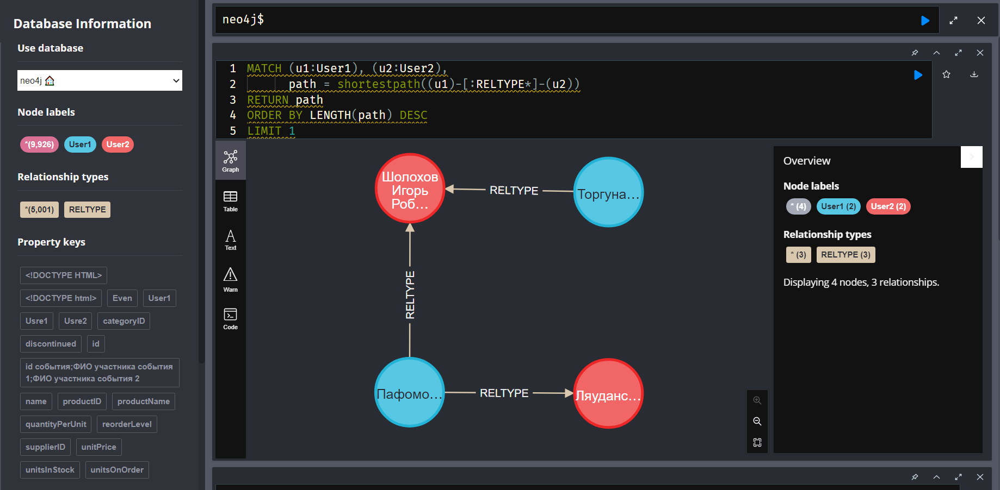 Database Information
Use database
neo4j
Node labels
*(9,926) User1 User2
Relationship types
*(5,001) RELTYPE
Property keys
<!DOCTYPE HTML>
<!DOCTYPE html> Even User1
Usre1 Usre2 categoryID
discontinued id
id события;ФИО участника события
1;ФИО участника события 2
name productID productName
quantityPerUnit reorderLevel
supplierID unitPrice
unitsInStock unitsOnOrder
neo4j$
1 MATCH (u1:User1), (u2:User2),
2 path = shortestpath((u1)-[:RELTYPE*]-(u2))
3 RETURN path
4 ORDER BY LENGTH(path) DESC
5 LIMIT 1
Graph
Table
Text
Warn
Code
Шолохов
Игорь
Роб...
RELTYPE
Торгуна...
RELTYPE
Пафомо...
RELTYPE
Ляуданс...
Overview
Node labels
* (4) User1 (2) User2 (2)
Relationship types
* (3) RELTYPE (3)
Displaying 4 nodes, 3 relationships.